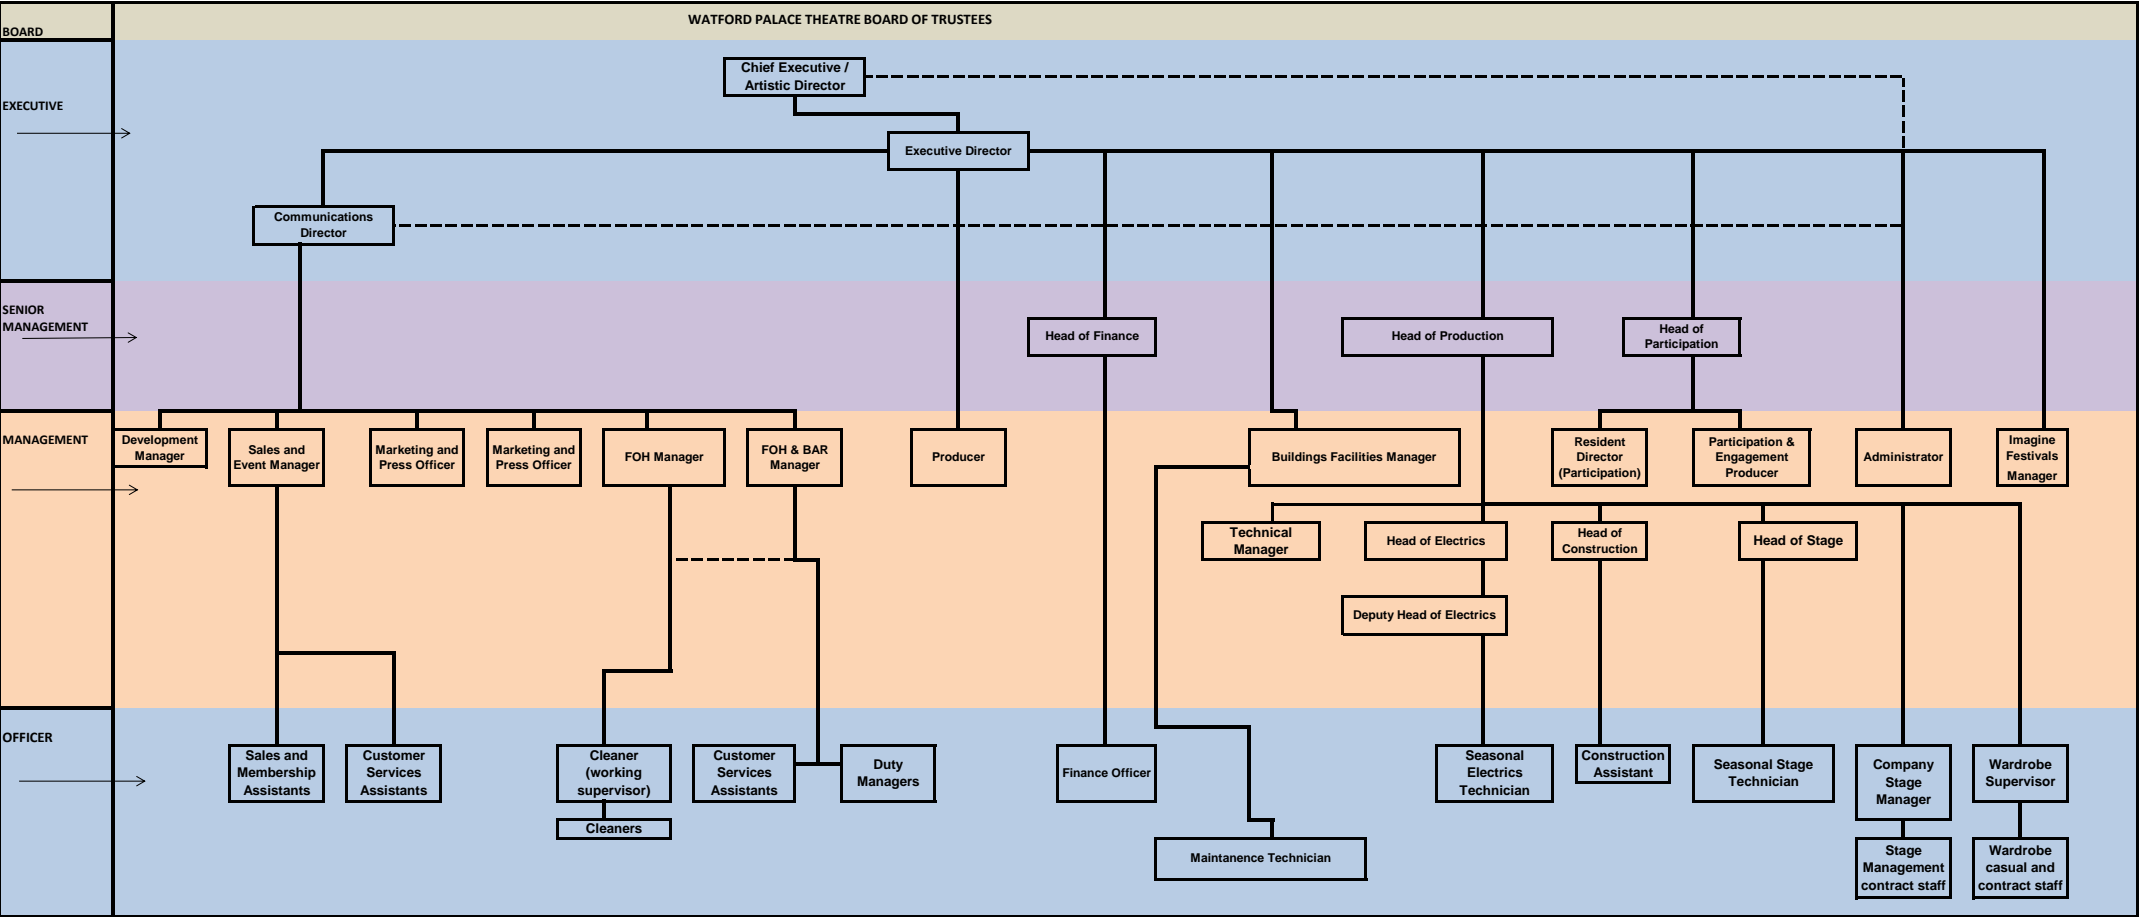 WATFORD PALACE THEATRE BOARD OF TRUSTEES
BOARD
Chief Executive /
Artistic Director
EXECUTIVE
Executive Director
Communications
Director
SENIOR
MANAGEMENT
Head of Finance
Head of Production
Head of
Participation
MANAGEMENT
Development
Manager
Sales and
Event Manager
Marketing and
Press Officer
Marketing and
Press Officer
FOH Manager
FOH & BAR
Manager
Producer
Buildings Facilities Manager
Resident
Director
(Participation)
Participation &
Engagement
Producer
Administrator
Imagine
Festivals
Manager
Technical
Manager
Head of Electrics
Head of
Construction
Head of Stage
Deputy Head of Electrics
OFFICER
Sales and
Membership
Assistants
Customer
Services
Assistants
Cleaner
(working
supervisor)
Customer
Services
Assistants
Duty
Managers
Finance Officer
Seasonal
Electrics
Technician
Construction
Assistant
Seasonal Stage
Technician
Company
Stage
Manager
Wardrobe
Supervisor
Cleaners
Maintanence Technician
Stage
Management
contract staff
Wardrobe
casual and
contract staff